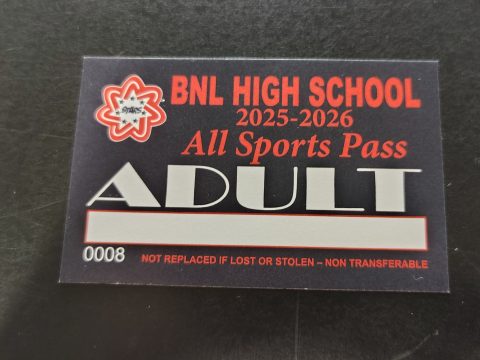 BNL HIGH SCHOOL
2025-2026
All Sports Pass
ADULT
0008
NOT REPLACED IF LOST OR STOLEN – NON TRANSFERABLE